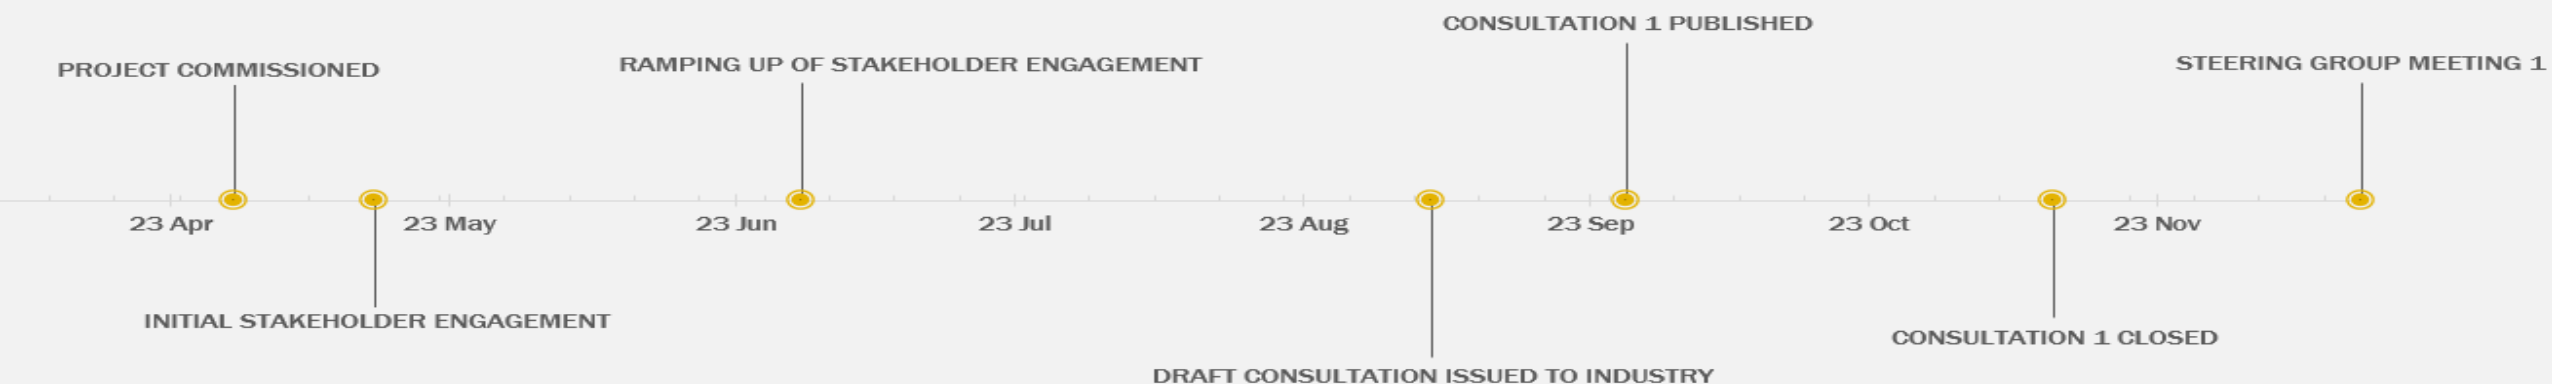 CONSULTATION 1 PUBLISHED
PROJECT COMMISSIONED
RAMPING UP OF STAKEHOLDER ENGAGEMENT
STEERING GROUP MEETING 1
23 Apr
23 May
23 Jun
23 Jul
23 Aug
23 Sep
23 Oct
23 Nov
INITIAL STAKEHOLDER ENGAGEMENT
CONSULTATION 1 CLOSED
DRAFT CONSULTATION ISSUED TO INDUSTRY